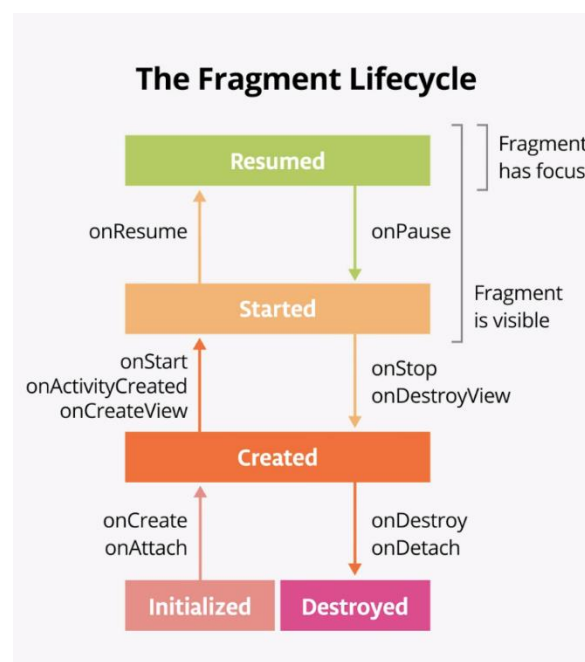 The Fragment Lifecycle
Resumed
Fragment
has focus
onResume
onPause
Started
Fragment
is visible
onStart
onActivityCreated
onCreateView
onStop
onDestroyView
Created
onCreate
onAttach
onDestroy
onDetach
Initialized
Destroyed